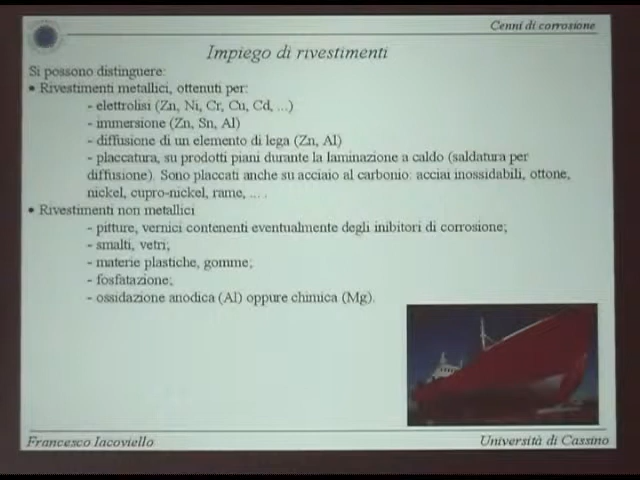 Cenni di corrosione
Impiego di rivestimenti
Si possono distinguere:
• Rivestimenti metallici, ottenuti per:
- elettrolisi (Zn, Ni, Cr, Cu, Cd, ...)
- immersione (Zn, Sn, Al)
- diffusione di un elemento di lega (Zn, Al)
- placcatura, su prodotti piani durante la laminazione a caldo (saldatura per
diffusione). Sono placcati anche su acciaio al carbonio: acciai inossidabili, ottone,
nickel, cupro-nickel, rame, ... .
• Rivestimenti non metallici
- pitture, vernici contenenti eventualmente degli inibitori di corrosione;
- smalti, vetri;
- materie plastiche, gomme;
- fosfatazione;
- ossidazione anodica (Al) oppure chimica (Mg).
Francesco Iacoviello
Università di Cassino